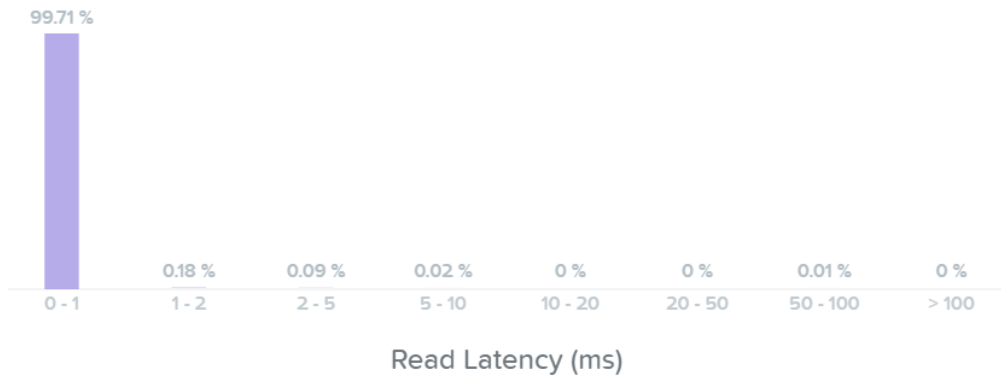 99.71 %
0.18 % 0.09 % 0.02 % 0 % 0 % 0.01 % 0 %
0 - 1 1 - 2 2 - 5 5 - 10 10 - 20 20 - 50 50 - 100 > 100
Read Latency (ms)